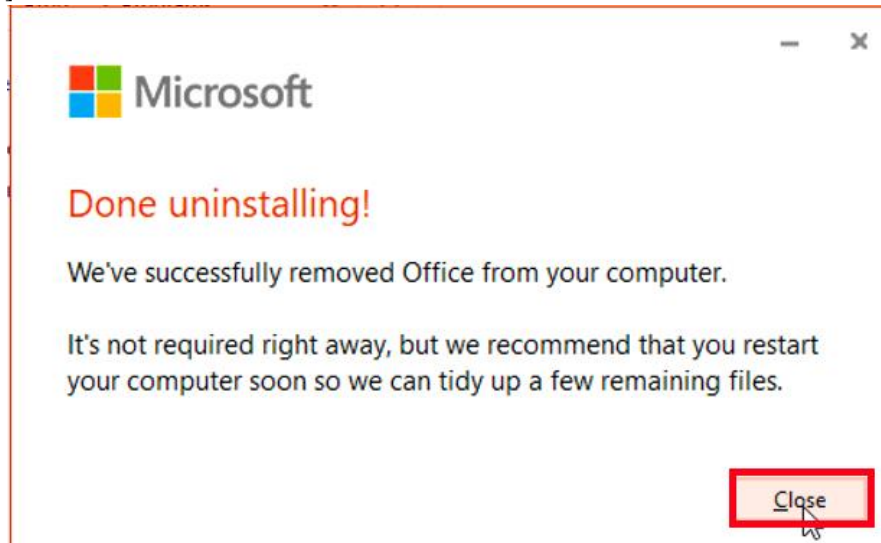 Microsoft
Done uninstalling!
We've successfully removed Office from your computer.
It's not required right away, but we recommend that you restart
your computer soon so we can tidy up a few remaining files.
Close